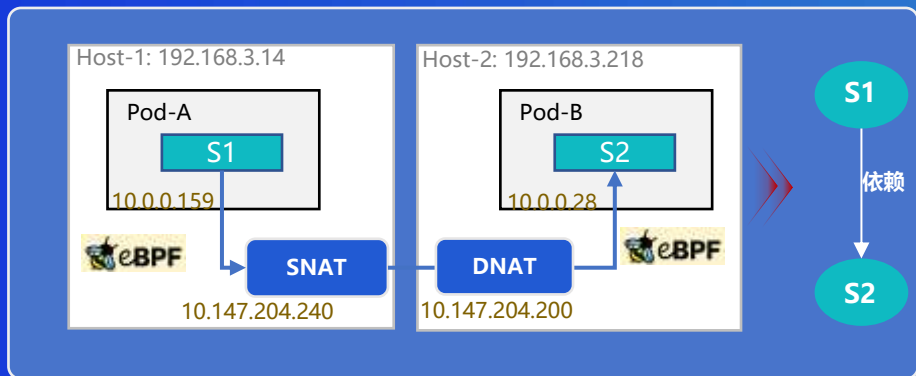 Host-1: 192.168.3.14
Pod-A
S1
10.0.0.159
eBPF
SNAT
10.147.204.240
Host-2: 192.168.3.218
Pod-B
S2
10.0.0.28
eBPF
DNAT
10.147.204.200
S1
依赖
S2